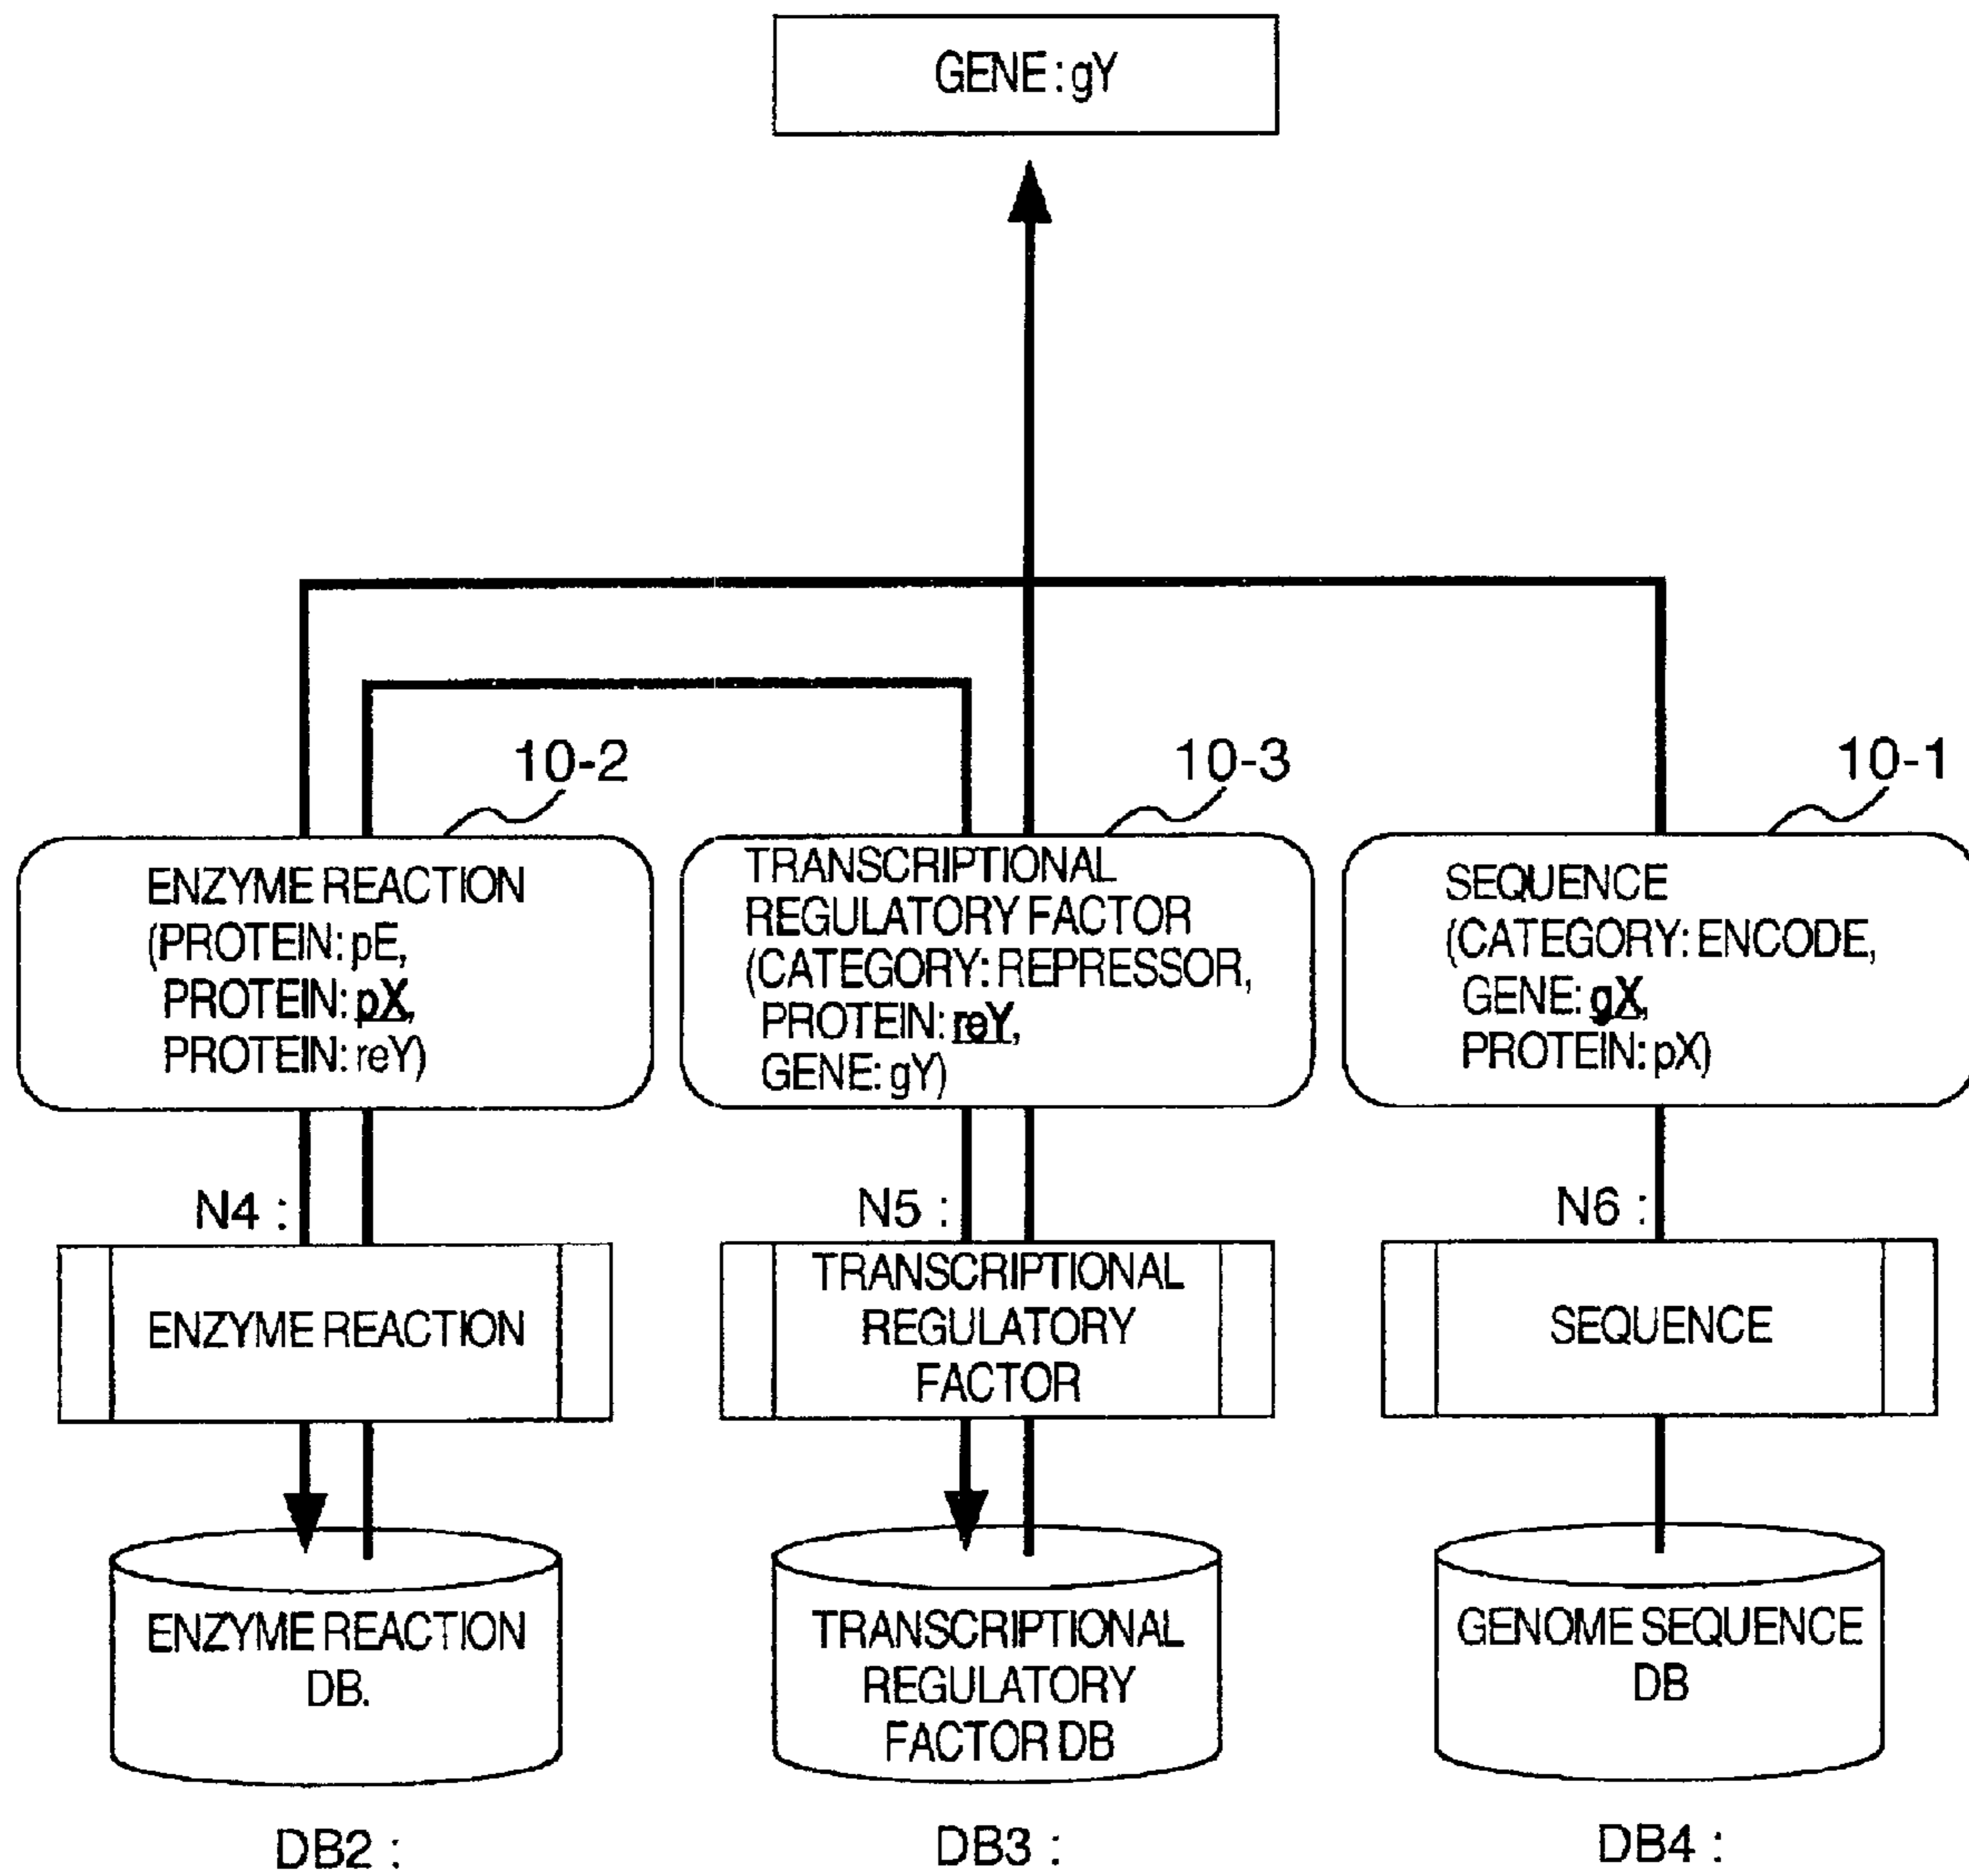 GENE: gY
10-2
10-3
10-1
ENZYME REACTION
(PROTEIN: pE,
PROTEIN: pX,
PROTEIN: reY)
TRANSCRIPTIONAL
REGULATORY FACTOR
(CATEGORY: REPRESSOR,
PROTEIN: reY,
GENE: gY)
SEQUENCE
(CATEGORY: ENCODE,
GENE: gX,
PROTEIN: pX)
N4 :
N5 :
N6 :
ENZYME REACTION
TRANSCRIPTIONAL
REGULATORY
FACTOR
SEQUENCE
ENZYME REACTION
DB.
TRANSCRIPTIONAL
REGULATORY
FACTOR DB
GENOME SEQUENCE
DB
DB2 :
DB3 :
DB4 :